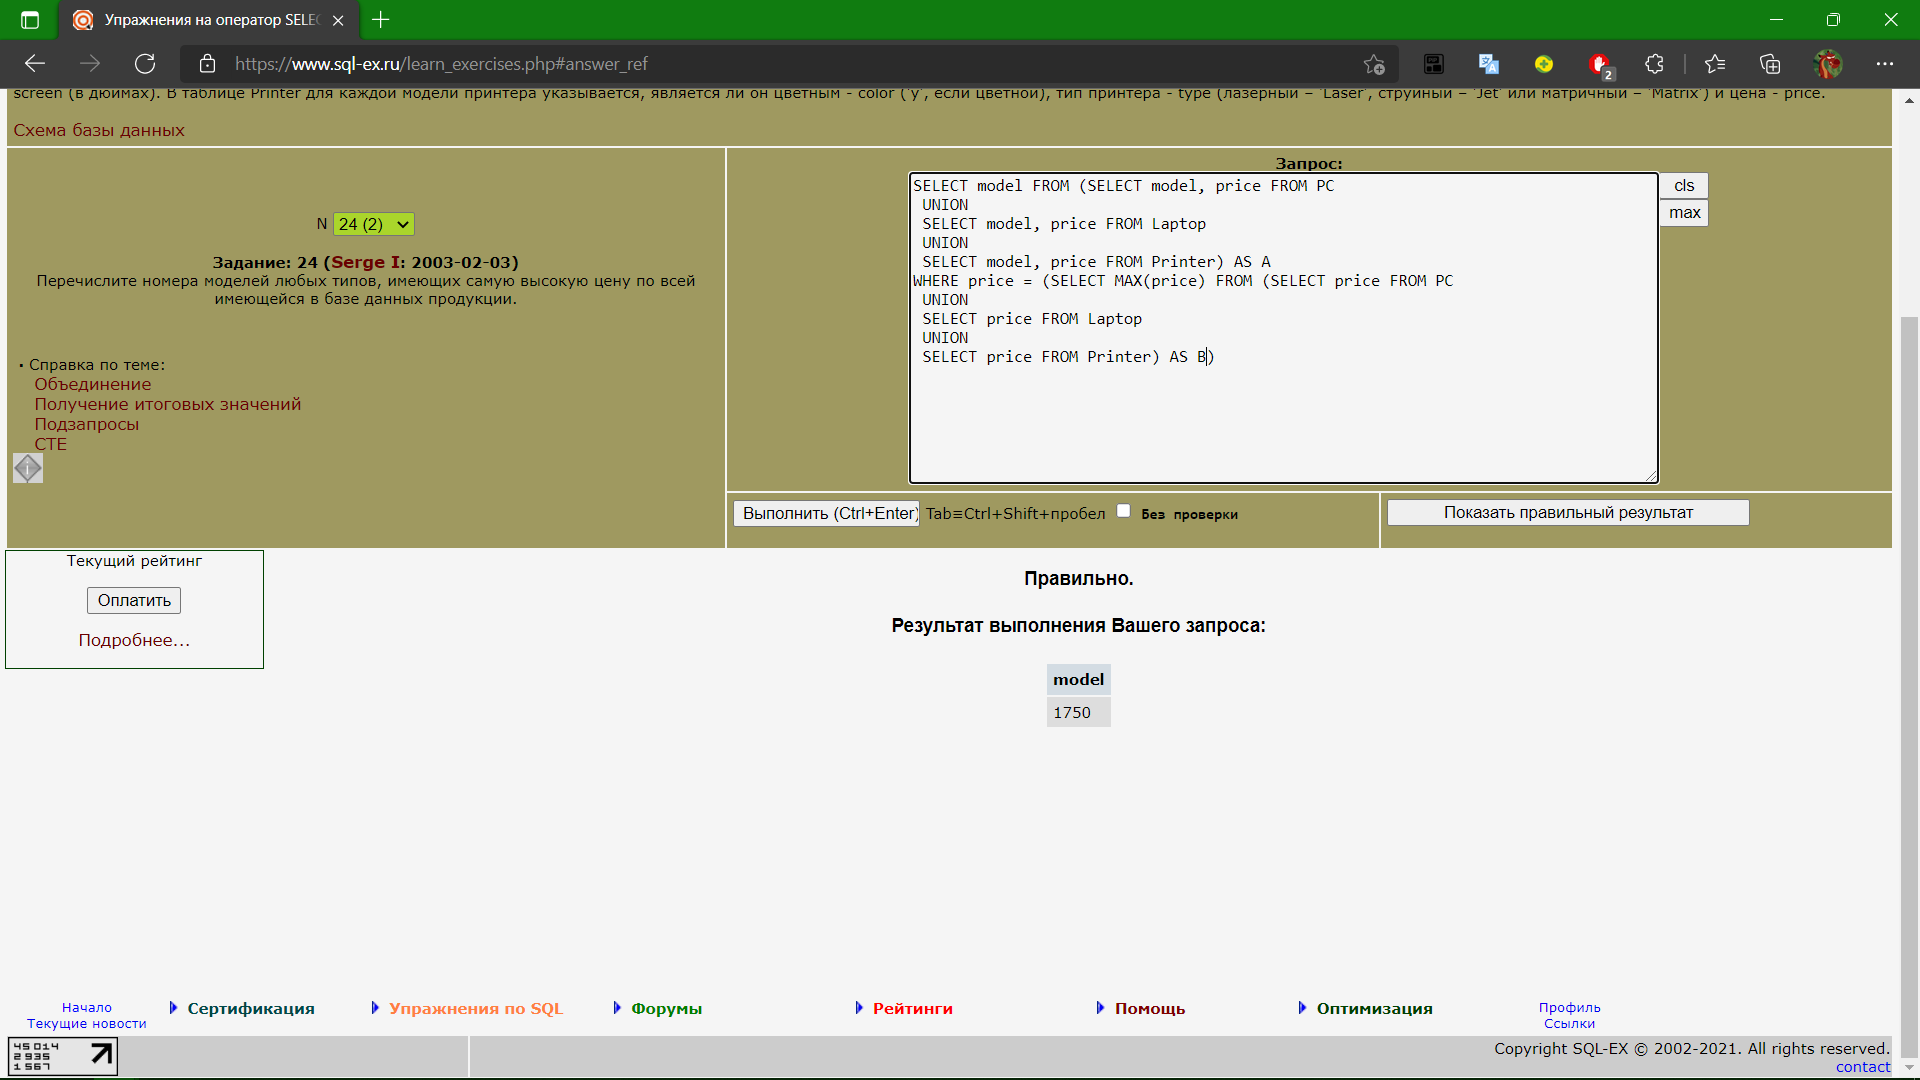 Упражнения на оператор SELEC
https://www.sql-ex.ru/learn_exercises.php#answer_ref
2
screen (в дюймах). В таблице Printer для каждой модели принтера указывается, является ли он цветным - color ('y', если цветной), тип принтера - type (лазерный – 'Laser', струйный – 'Jet' или матричный – 'Matrix') и цена - price.
Схема базы данных
N 24 (2)
Задание: 24 (Serge I: 2003-02-03)
Перечислите номера моделей любых типов, имеющих самую высокую цену по всей
имеющейся в базе данных продукции.
• Справка по теме:
Объединение
Получение итоговых значений
Подзапросы
CTE
Запрос:
SELECT model FROM (SELECT model, price FROM PC
UNION
SELECT model, price FROM Laptop
UNION
SELECT model, price FROM Printer) AS A
WHERE price = (SELECT MAX(price) FROM (SELECT price FROM PC
UNION
SELECT price FROM Laptop
UNION
SELECT price FROM Printer) AS B)
cls
max
Выполнить (Ctrl+Enter) Tab≡Ctrl+Shift+пробел Без проверки
Показать правильный результат
Текущий рейтинг
Оплатить
Подробнее...
Правильно.
Результат выполнения Вашего запроса:
model
1750
Начало
Текущие новости
Сертификация
Упражнения по SQL
Форумы
Рейтинги
Помощь
Оптимизация
Профиль
Ссылки
45 014
2 935
1 567
Copyright SQL-EX © 2002-2021. All rights reserved.
contact